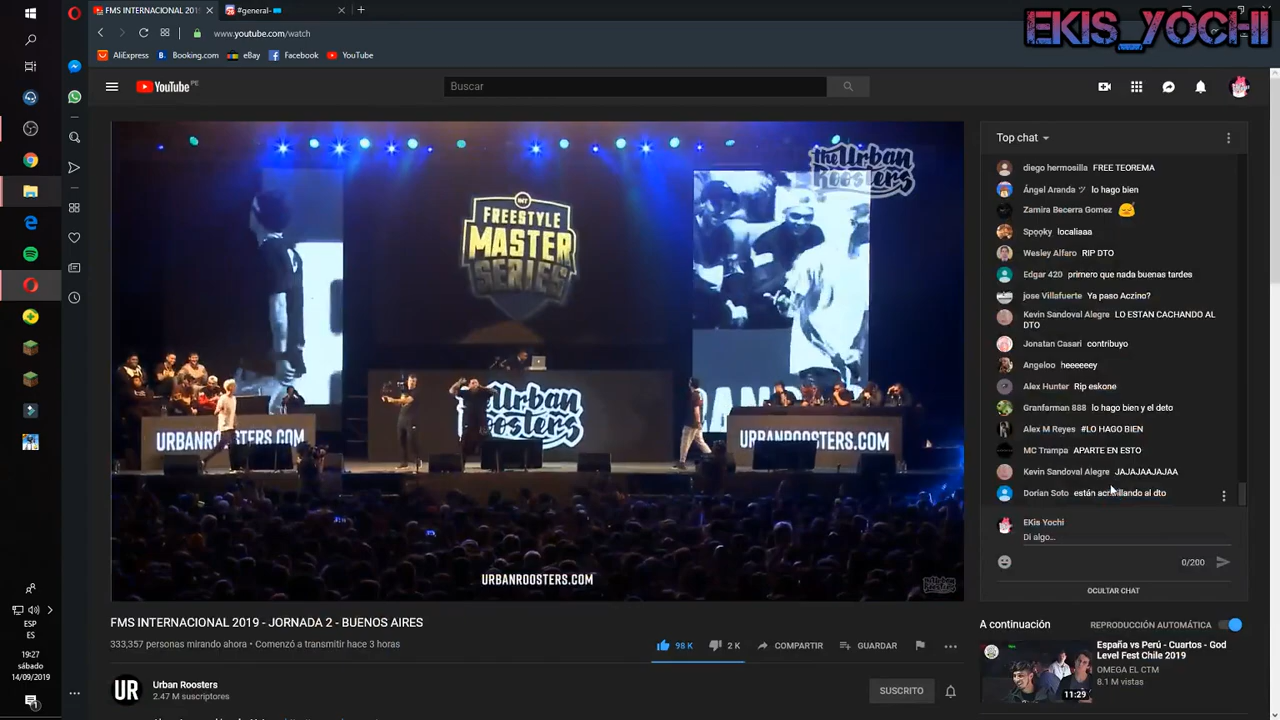 FMS INTERNACIONAL 2019
#general-
EKIS_YOCHI
www.youtube.com/watch
AliExpress
B. Booking.com
eBay
Facebook
YouTube
YouTube PE
Buscar
Top chat
the Urban Roosters
FREESTYLE
MASTER
SERIES
the Urban
Roosters
URBANROOSTERS.COM
URBANROOSTERS.COM
URBANROOSTERS.COM
diego hermosilla FREE TEOREMA
Ángel Aranda ツ lo hago bien
Zamira Becerra Gomez
Spooky localiaaa
Wesley Alfaro RIP DTO
Edgar 420 primero que nada buenas tardes
jose Villafuerte Ya paso Aczino?
Kevin Sandoval Alegre LO ESTAN CACHANDO AL
DTO
Jonatan Casari contribuyo
Angeloo heeeeeey
Alex Hunter Rip eskone
Granfarman 888 lo hago bien y el deto
Alex M Reyes #LO HAGO BIEN
MC Trampa APARTE EN ESTO
Kevin Sandoval Alegre JAJAJAAJAJAA
Dorian Soto están al dto
EKis Yochi
Di algo...
0/200
OCULTAR CHAT
FMS INTERNACIONAL 2019 - JORNADA 2 - BUENOS AIRES
333,357 personas mirando ahora • Comenzó a transmitir hace 3 horas
98 K
2 K
COMPARTIR
GUARDAR
UR
Urban Roosters
2.47 M suscriptores
SUSCRITO
A continuación
REPRODUCCIÓN AUTOMÁTICA
España vs Perú - Cuartos - God
Level Fest Chile 2019
OMEGA EL CTM
8.1 M vistas
11:29
ESP
ES
19:27
sábado
14/09/2019